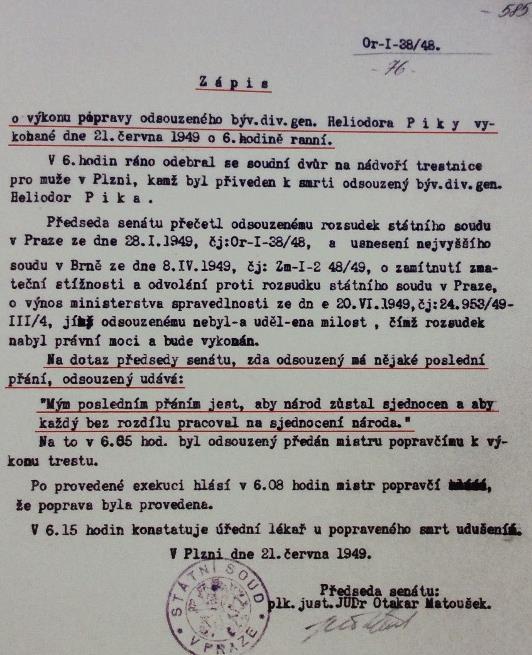 - 585
Or-I-38/48.
-76-
Z á p i s
o výkonu pópravy odsouzeného býv.div.gen. Heliodora P i k y vy-
kobané dne 21.června 1949 o 6.hodině ranní.
V 6.hodin ráno odebral se soudní dvůr na nádvoří trestnice
pro muže v Plzni, kamž byl přiveden k smrti odsouzený býv.div.gen.
Heliodor P i k a .
Předseda senátu přečetl odsouzenému rozsudek státního soudu
v Praze ze dne 28.I.1949, čj:Or-I-38/48, a usnesení nejvyššího
soudu v Brně ze dne 8.IV.1949, čj: Zm-I-2 48/49, o zamítnutí zma-
teční stížnosti a odvolání proti rozsudku státního soudu v Praze,
o výnos ministerstva spravedlnosti ze dn e 20.VI.1949,čj:24.953/49-
III/4, jímž odsouzenému nebyl-a uděl-ena milost , čímž rozsudek
nabyl právní moci a bude vykonán.
Na dotaz předsedy senátu, zda odsouzený má nějaké poslední
přání, odsouzený udává:
"Mým posledním přáním jest, aby národ zůstal sjednocen a aby
každý bez rozdílu pracoval na sjednocení národa."
Na to v 6.05 hod. byl odsouzený předán mistru popravčímu k vý-
konu trestu.
Po provedené exekuci hlásí v 6.08 hodin mistr popravčí
že poprava byla provedena.
V 6.15 hodin konstatuje úřední lékař u popraveného smrt udušením.
V Plzni dne 21.června 1949.
Předseda senátu:
plk.just.JUDr Otakar Matoušek.
STÁTNÍ SOUD
V PRAZE